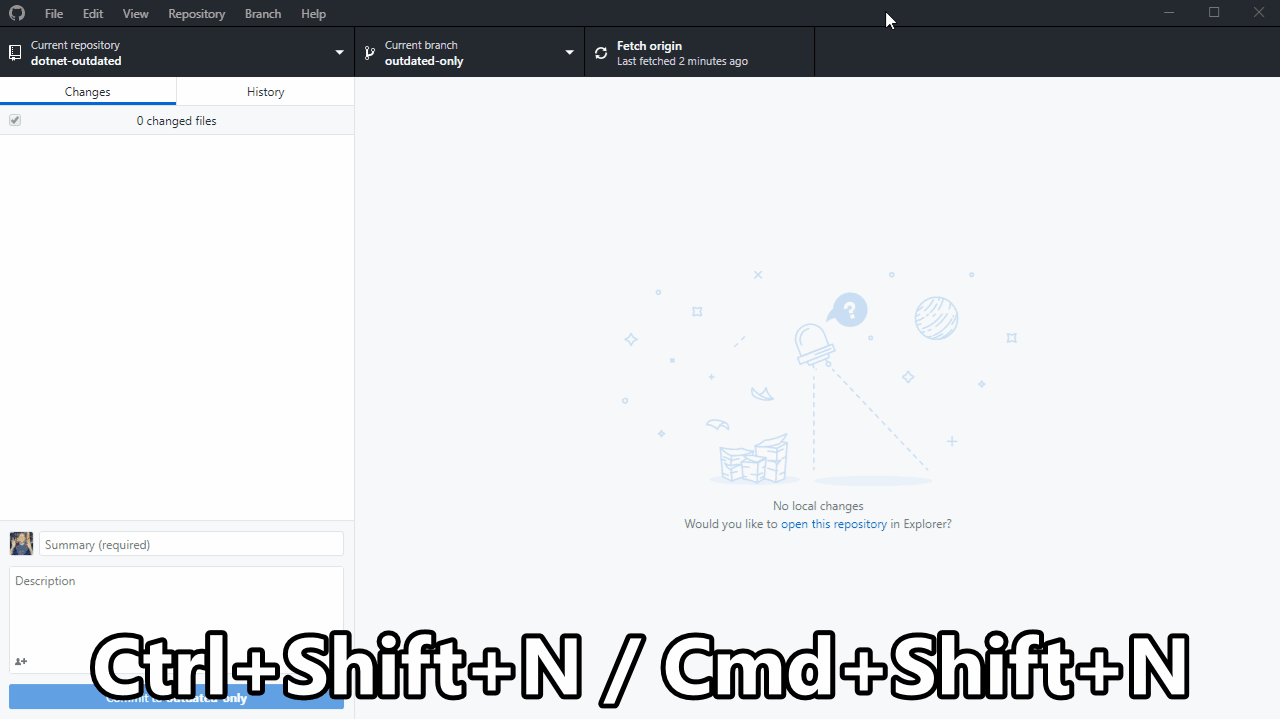 File Edit View Repository Branch Help
Current repository
dotnet-outdated
Current branch
outdated-only
Fetch origin
Last fetched 2 minutes ago
Changes History
0 changed files
?
No local changes
Would you like to open this repository in Explorer?
Summary (required)
Description
Commit to outdated-only
Ctrl+Shift+N / Cmd+Shift+N